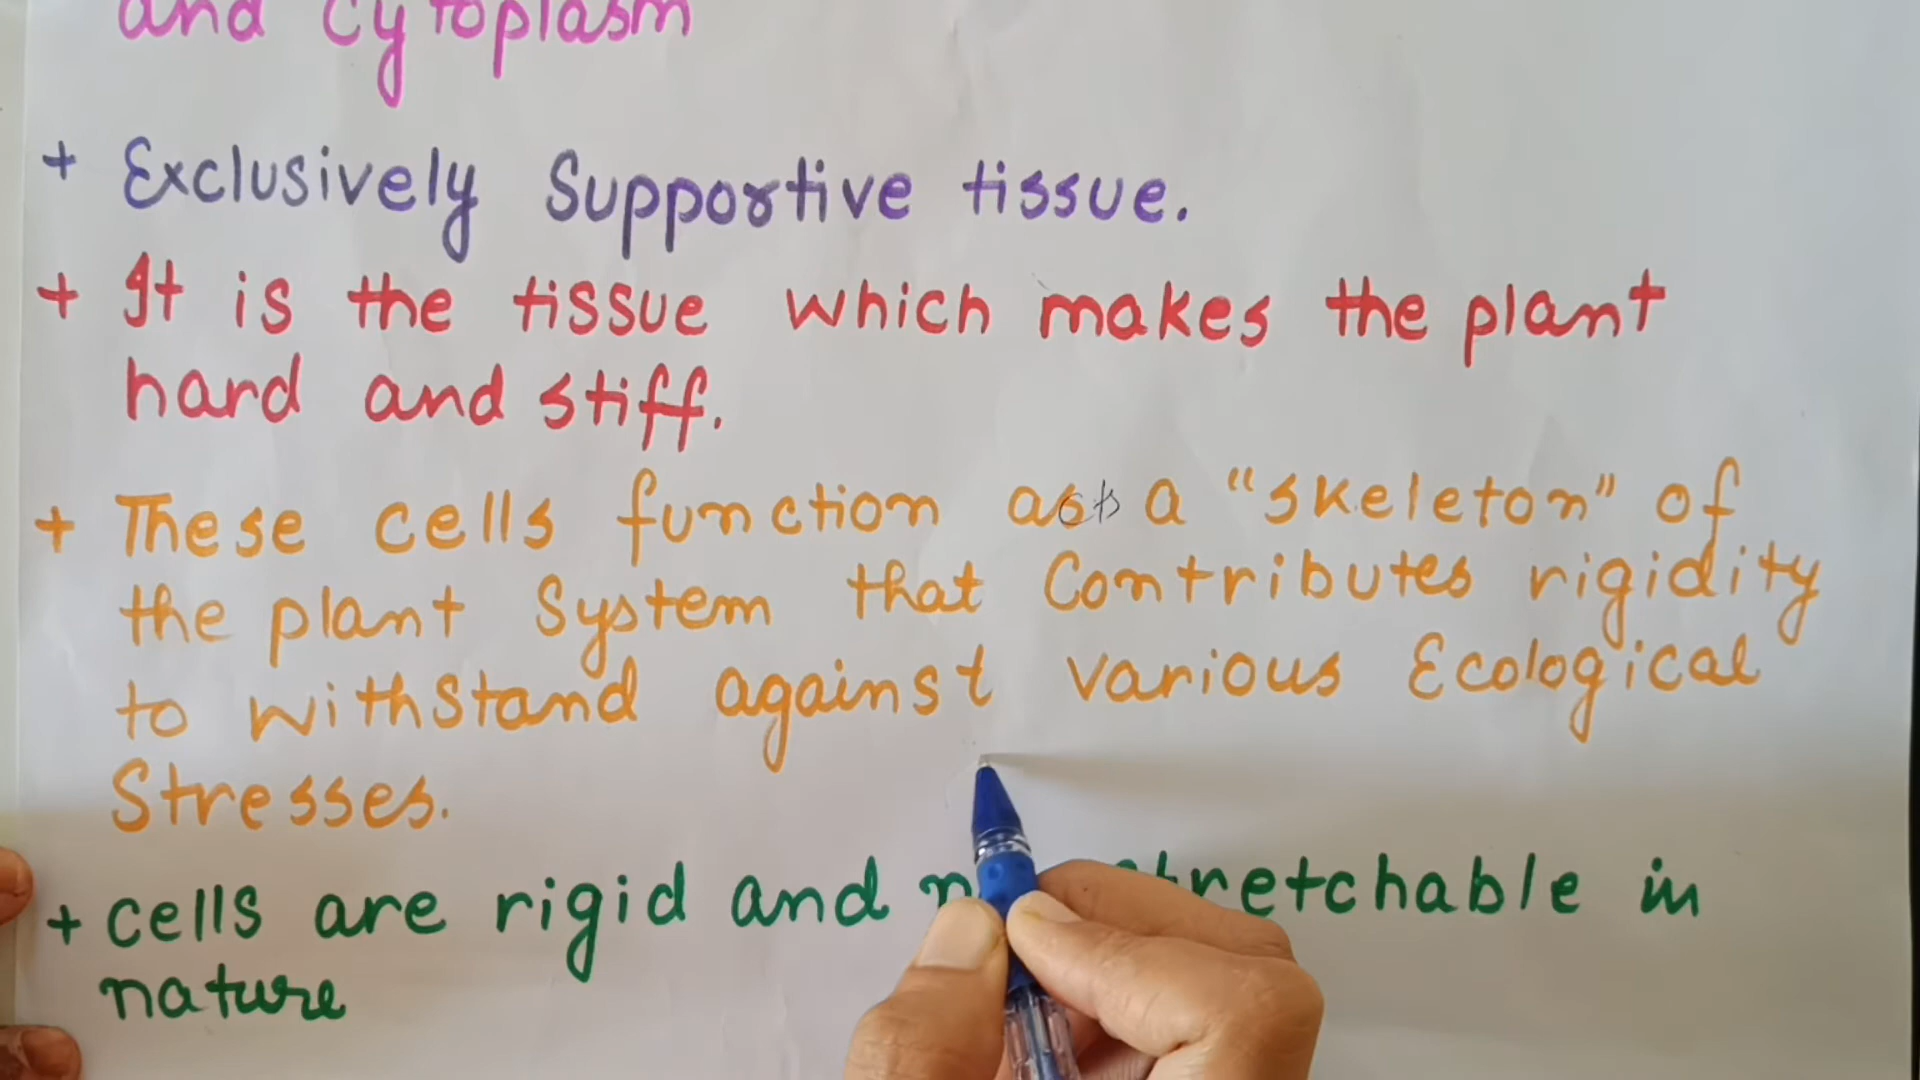 and cytoplasm
+ Exclusively Supportive tissue.
+ It is the tissue which makes the plant
hard and stiff.
+ These cells function as a "skeleton" of
the plant System that Contributes rigidity
to withstand against various Ecological
Stresses.
+ cells are rigid and stretchable in
nature